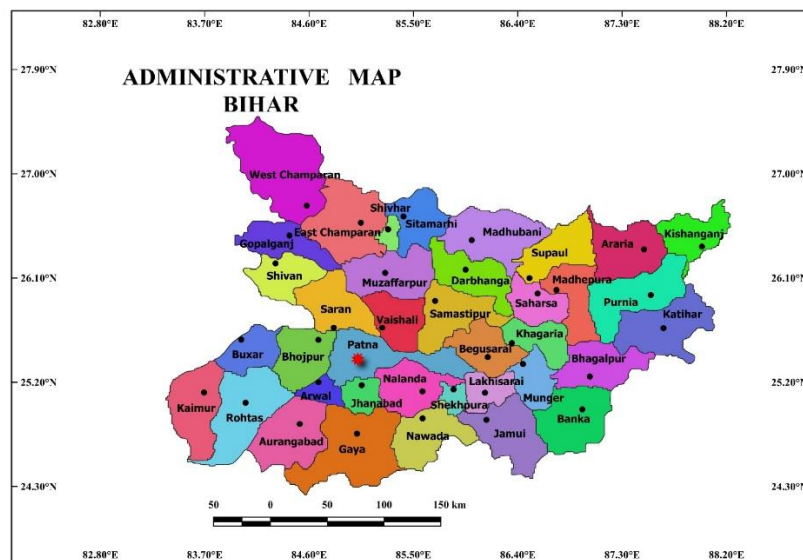 82.80°E 83.70°E 84.60°E 85.50°E 86.40°E 87.30°E 88.20°E
27.90°N 27.90°N
ADMINISTRATIVE MAP
BIHAR
27.00°N 27.00°N
West Champaran
Shivhar
Kishanganj
East Champaran
Sitamarhi
Madhubani
Araria
Gopalganj
Supaul
Shivan
26.10°N 26.10°N
Muzaffarpur
Darbhanga
Madhepura
Purnia
Saharsa
Saran
Samastipur
Katihar
Vaishali
Khagaria
Patna
Begusarai
Buxar
Bhojpur
Bhagalpur
25.20°N 25.20°N
Nalanda
Lakhisarai
Arwal
Jhanabad
Shekhpura
Munger
Kaimur
Rohtas
Banka
Aurangabad
Gaya
Nawada
Jamui
24.30°N 24.30°N
50 0 50 100 150 km
82.80°E 83.70°E 84.60°E 85.50°E 86.40°E 87.30°E 88.20°E